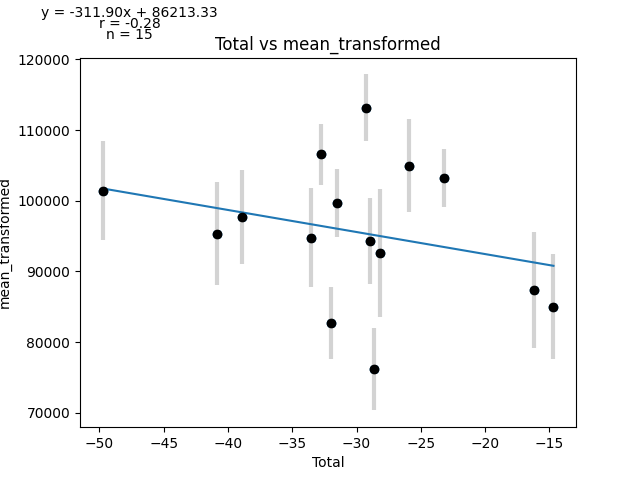 y = -311.90x + 86213.33
r = -0.28
n = 15
Total vs mean_transformed
120000
110000
100000
90000
80000
70000
mean_transformed
−50
−45
−40
−35
−30
−25
−20
−15
Total